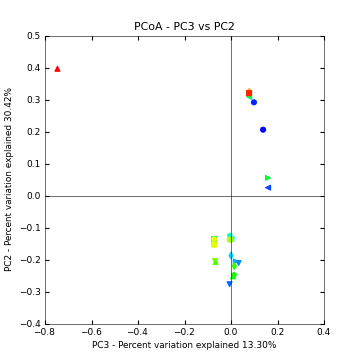 PCoA - PC3 vs PC2
0.5
0.4
0.3
0.2
0.1
0.0
−0.1
−0.2
−0.3
−0.4
PC2 - Percent variation explained 30.42%
−0.8 −0.6 −0.4 −0.2 0.0 0.2 0.4
PC3 - Percent variation explained 13.30%